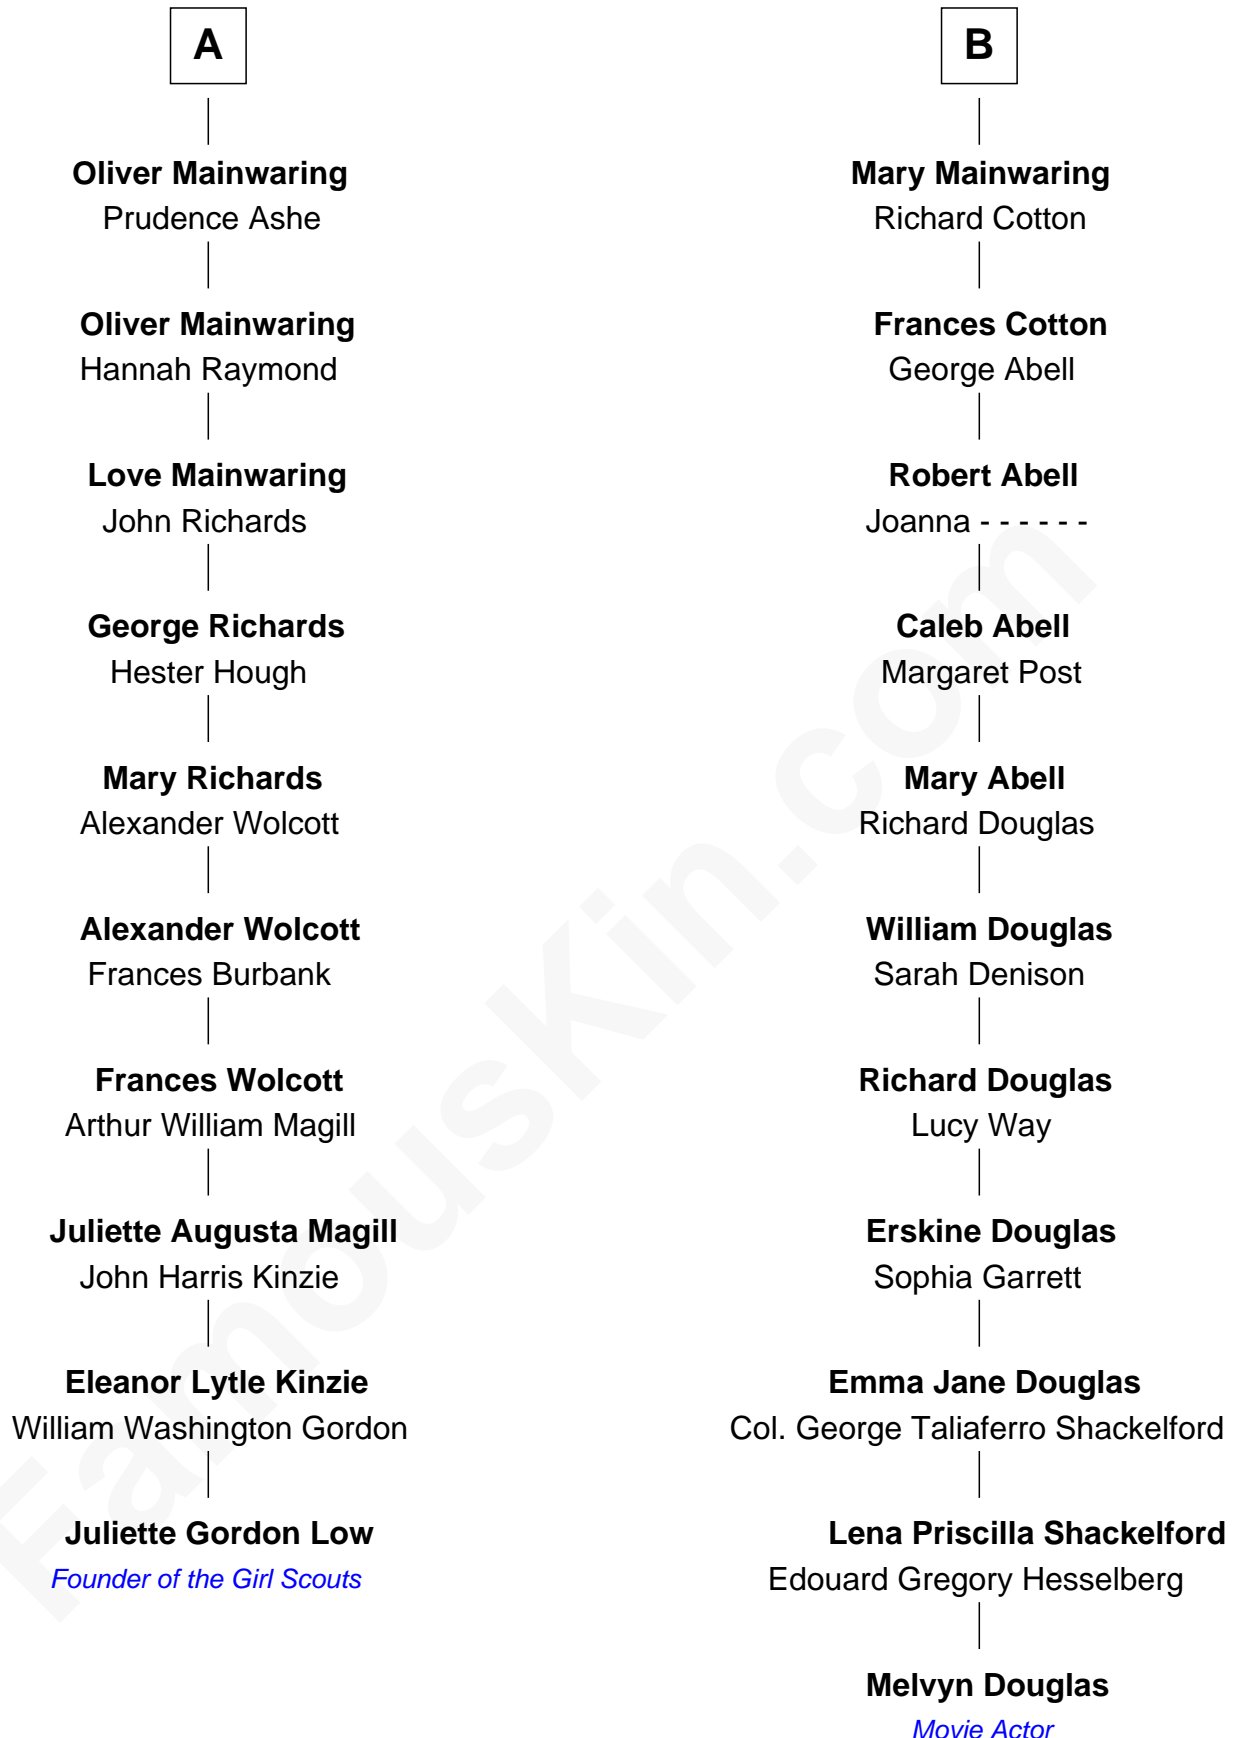 A
Oliver Mainwaring
Prudence Ashe
Oliver Mainwaring
Hannah Raymond
Love Mainwaring
John Richards
George Richards
Hester Hough
Mary Richards
Alexander Wolcott
Alexander Wolcott
Frances Burbank
Frances Wolcott
Arthur William Magill
Juliette Augusta Magill
John Harris Kinzie
Eleanor Lytle Kinzie
William Washington Gordon
Juliette Gordon Low
Founder of the Girl Scouts
B
Mary Mainwaring
Richard Cotton
Frances Cotton
George Abell
Robert Abell
Joanna - - - - - -
Caleb Abell
Margaret Post
Mary Abell
Richard Douglas
William Douglas
Sarah Denison
Richard Douglas
Lucy Way
Erskine Douglas
Sophia Garrett
Emma Jane Douglas
Col. George Taliaferro Shackelford
Lena Priscilla Shackelford
Edouard Gregory Hesselberg
Melvyn Douglas
Movie Actor
FamousKin.com